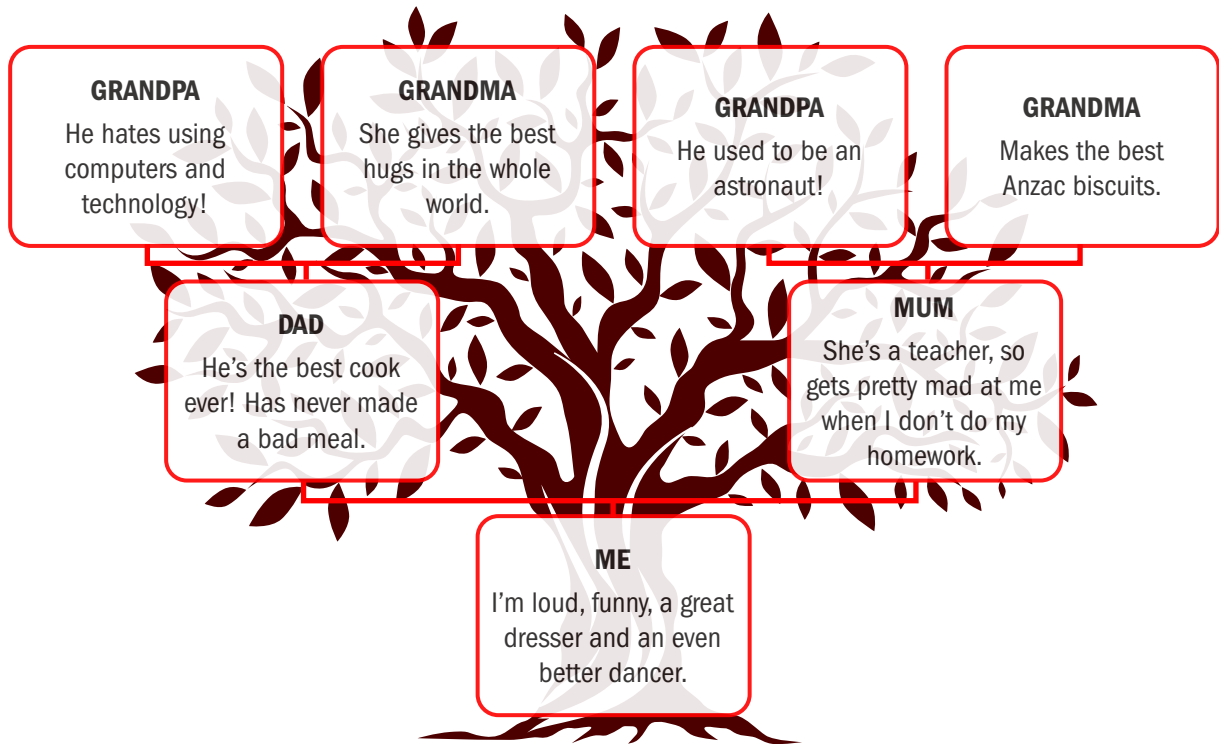 GRANDPA
He hates using
computers and
technology!
GRANDMA
She gives the best
hugs in the whole
world.
GRANDPA
He used to be an
astronaut!
GRANDMA
Makes the best
Anzac biscuits.
DAD
He’s the best cook
ever! Has never made
a bad meal.
MUM
She’s a teacher, so
gets pretty mad at me
when I don’t do my
homework.
ME
I’m loud, funny, a great
dresser and an even
better dancer.